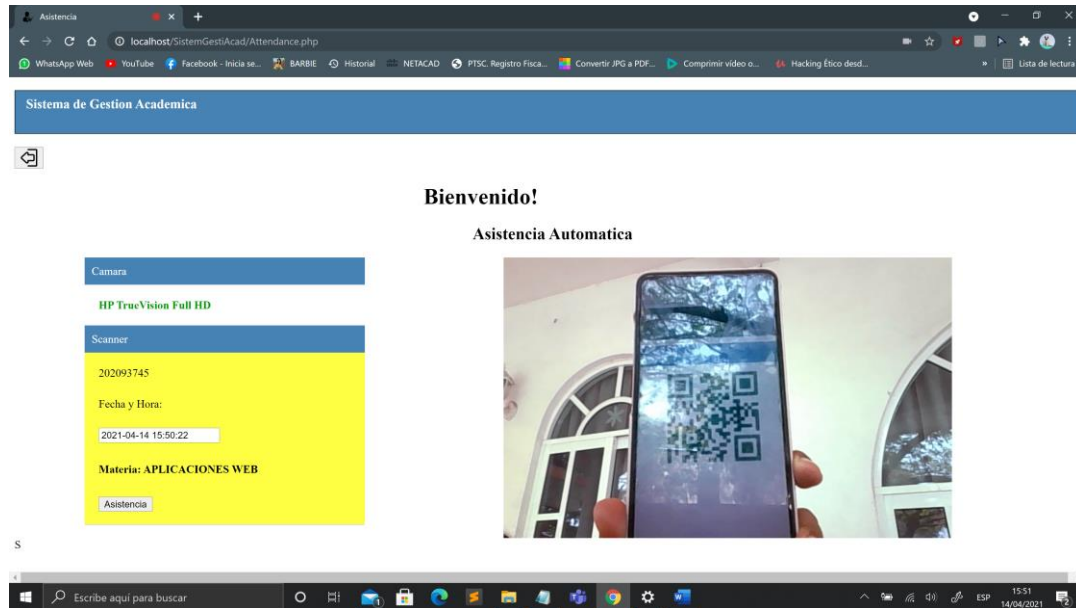 Asistencia
localhost/SistemGestiAcad/Attendance.php
WhatsApp Web YouTube Facebook - Inicia se... BARBIE Historial NETACAD PTSC. Registro Fisca... Convertir JPG a PDF... Comprimir vídeo o... Hacking Ético desd... » Lista de lectura
Sistema de Gestion Academica
Bienvenido!
Asistencia Automatica
Camara
HP TrueVision Full HD
Scanner
202093745
Fecha y Hora:
2021-04-14 15:50:22
Materia: APLICACIONES WEB
Asistencia
S
Escribe aquí para buscar
ESP
15:51
14/04/2021
2